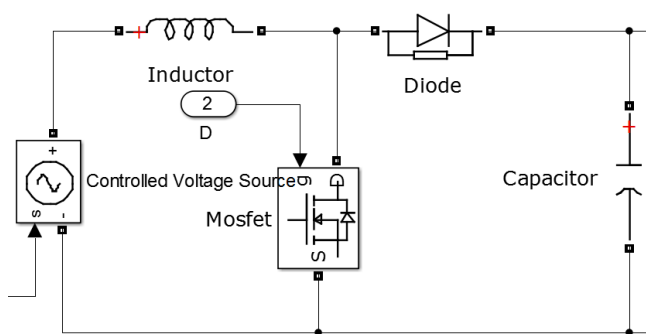 Inductor
Diode
2
D
+
Controlled Voltage Source
g
D
Capacitor
s
-
Mosfet
S